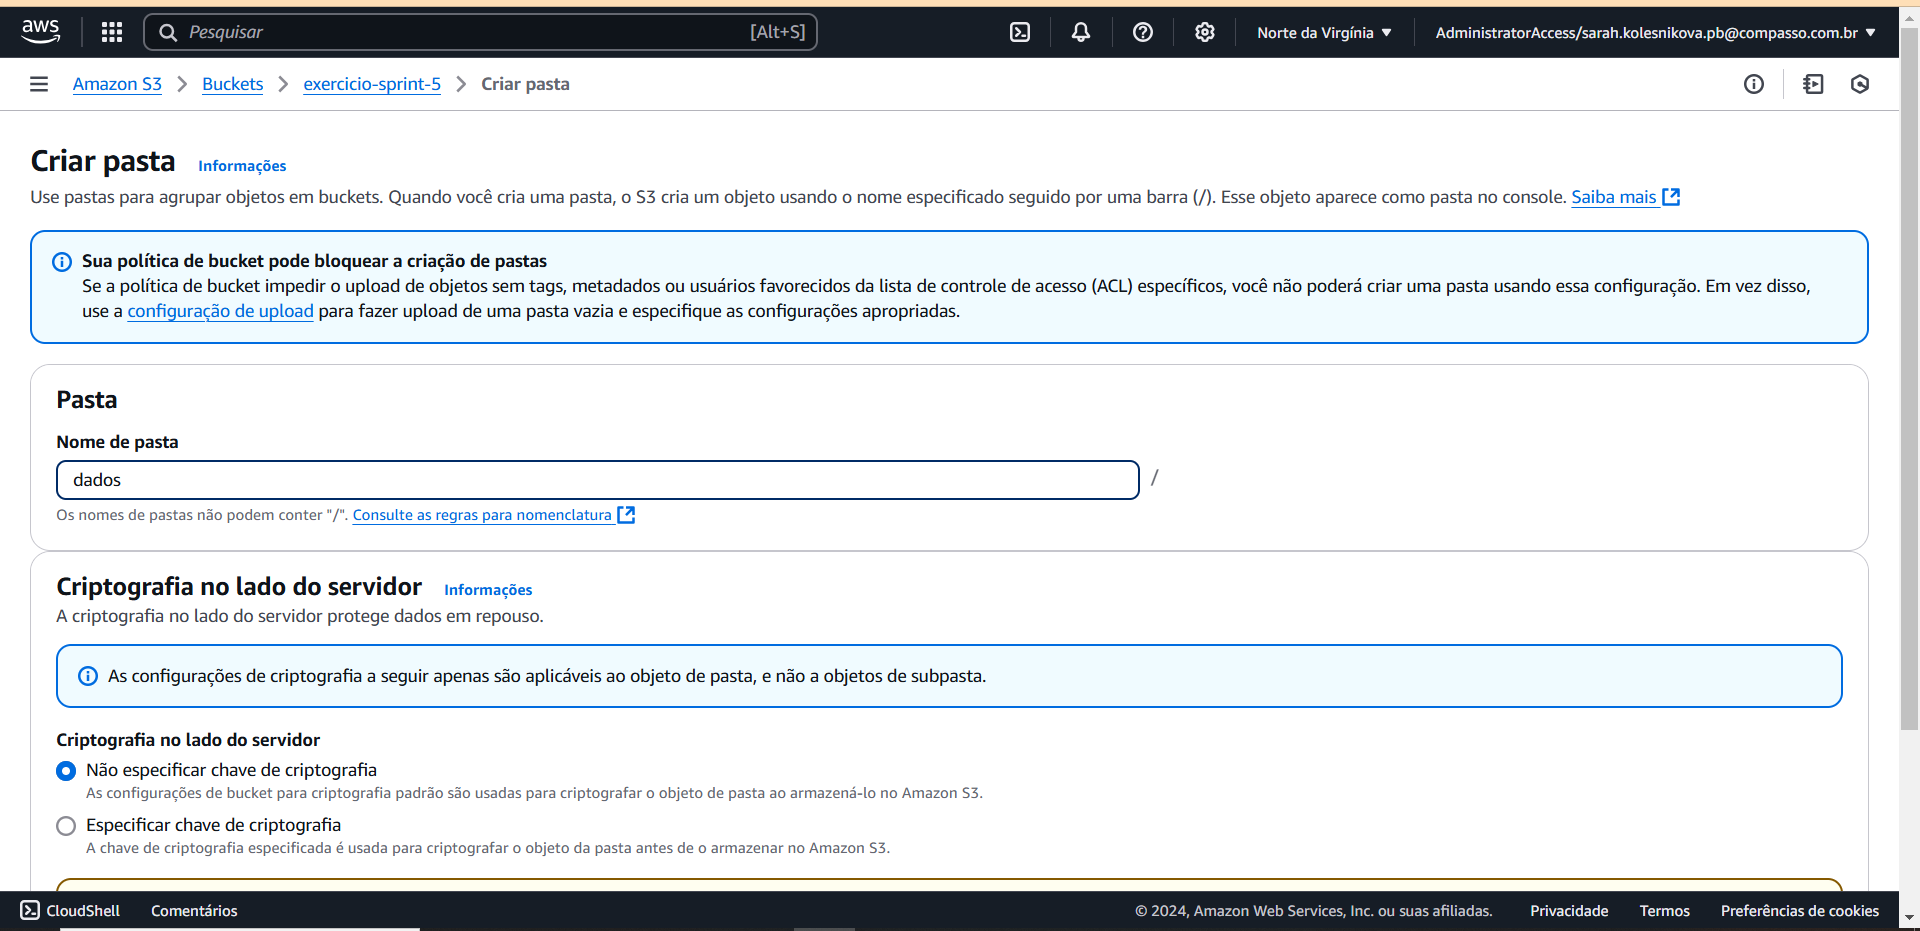 aws
Pesquisar [Alt+S] Norte da Virgínia AdministratorAccess/sarah.kolesnikova.pb@compasso.com.br
Amazon S3 Buckets exercicio-sprint-5 Criar pasta
Criar pasta Informações
Use pastas para agrupar objetos em buckets. Quando você cria uma pasta, o S3 cria um objeto usando o nome especificado seguido por uma barra (/). Esse objeto aparece como pasta no console. Saiba mais
Sua política de bucket pode bloquear a criação de pastas
Se a política de bucket impedir o upload de objetos sem tags, metadados ou usuários favorecidos da lista de controle de acesso (ACL) específicos, você não poderá criar uma pasta usando essa configuração. Em vez disso,
use a configuração de upload para fazer upload de uma pasta vazia e especifique as configurações apropriadas.
Pasta
Nome de pasta
dados /
Os nomes de pastas não podem conter "/". Consulte as regras para nomenclatura
Criptografia no lado do servidor Informações
A criptografia no lado do servidor protege dados em repouso.
As configurações de criptografia a seguir apenas são aplicáveis ao objeto de pasta, e não a objetos de subpasta.
Criptografia no lado do servidor
Não especificar chave de criptografia
As configurações de bucket para criptografia padrão são usadas para criptografar o objeto de pasta ao armazená-lo no Amazon S3.
Especificar chave de criptografia
A chave de criptografia especificada é usada para criptografar o objeto da pasta antes de o armazenar no Amazon S3.
CloudShell Comentários © 2024, Amazon Web Services, Inc. ou suas afiliadas. Privacidade Termos Preferências de cookies